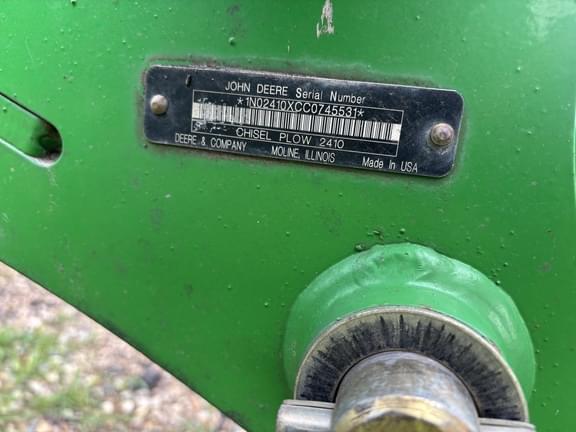 JOHN DEERE Serial Number
*1N02410XCC0745531*
CHISEL PLOW 2410
DEERE & COMPANY MOLINE, ILLINOIS Made In USA